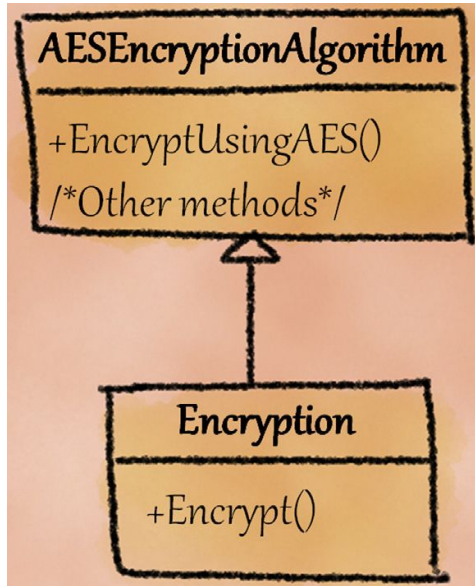 AESEncryptionAlgorithm
+EncryptUsingAES()
/*Other methods*/
Encryption
+Encrypt()